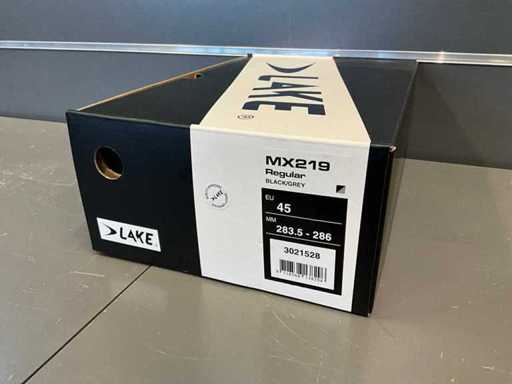 LAKE
MX219
Regular
BLACK/GREY
EU
45
MM
283.5 - 286
3021528
LAKE